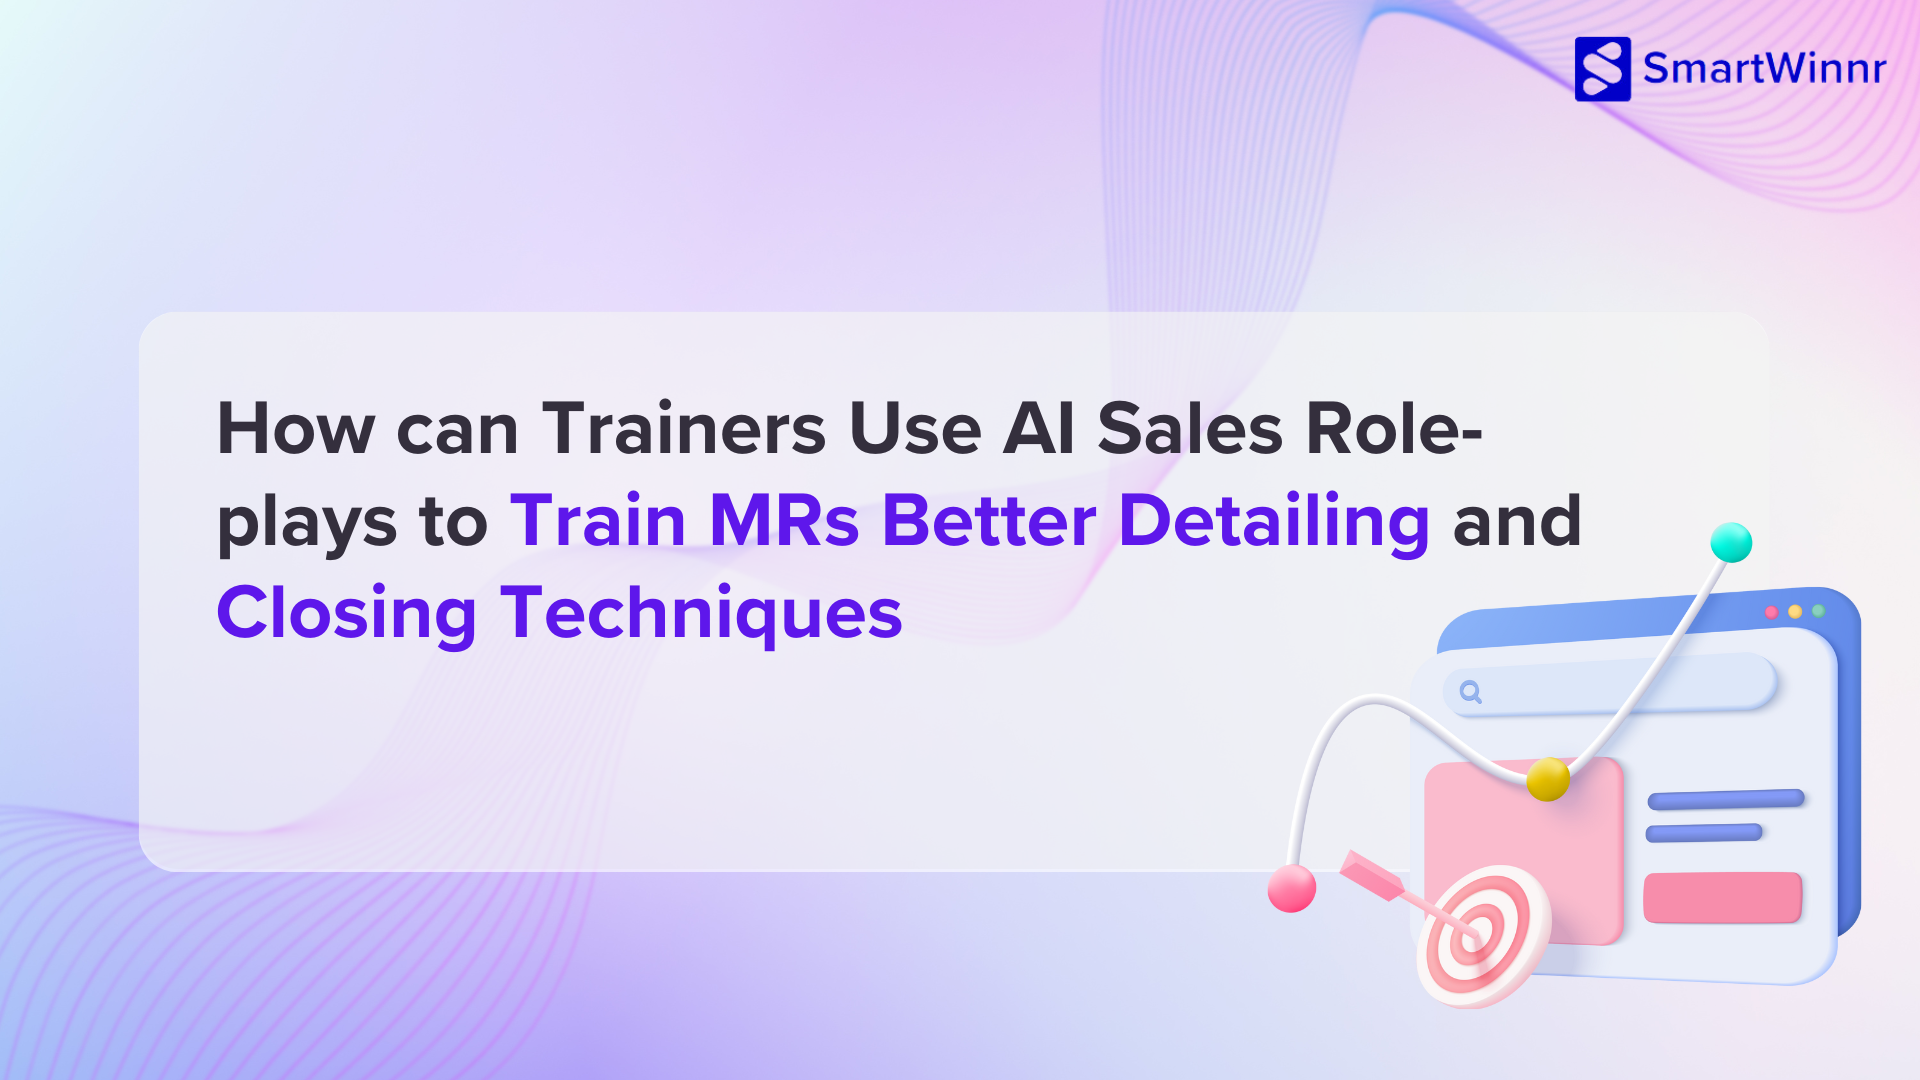 SmartWinnr
How can Trainers Use AI Sales Role-
plays to Train MRs Better Detailing and
Closing Techniques